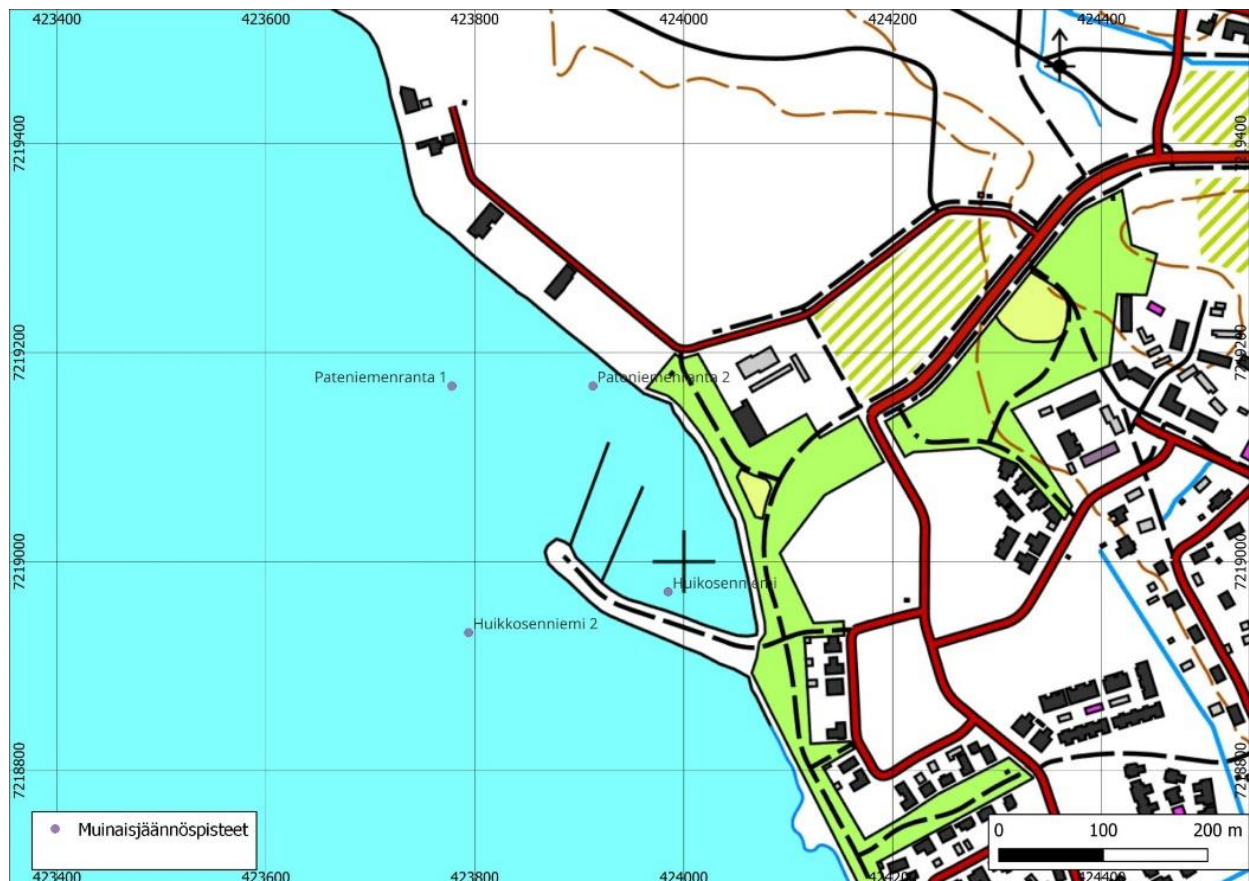 423400 423600 423800 424000 424200 424400
7219400 7219400
7219200 7219200
Pateniemenranta 1
Pateniemenranta 2
7219000 7219000
Huikosenniemi
Huikkosenniemi 2
7218800 7218800
Muinaisjäännöspisteet
0 100 200 m
423400 423600 423800 424000 424200 424400